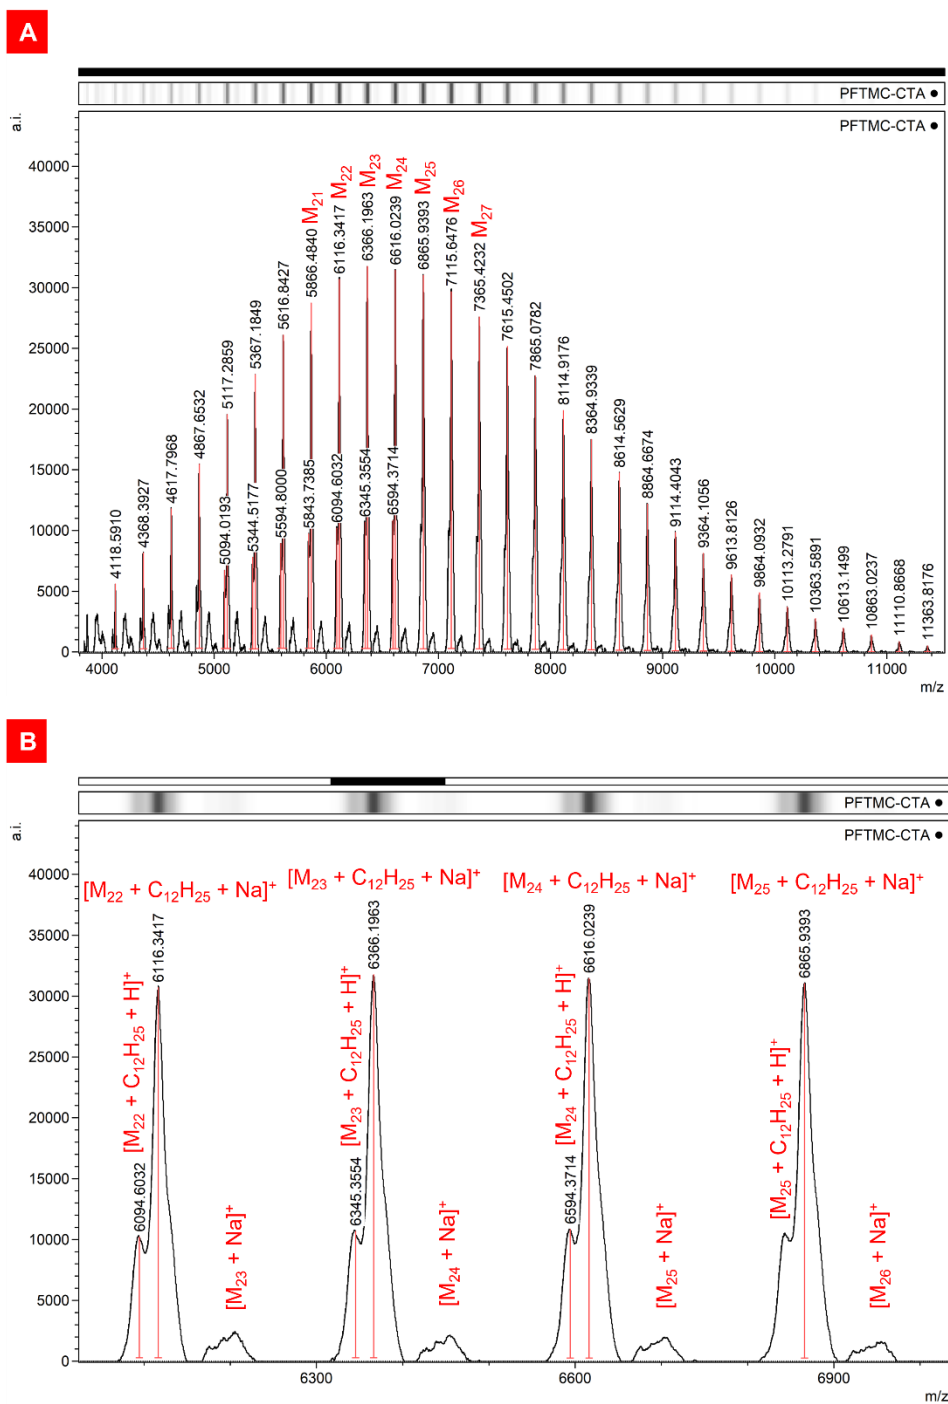 A
PFTMC-CTA ●
a.i.
PFTMC-CTA ●
40000
35000
30000
25000
20000
15000
10000
5000
0
4118.5910
4368.3927
4617.7968
4867.6532
5094.0193
5117.2859
5344.5177
5367.1849
5594.8000
5616.8427
5843.7385
5866.4840 M21
6094.6032
6116.3417 M22
6345.3554
6366.1963 M23
6594.3714
6616.0239 M24
6865.9393 M25
7115.6476 M26
7365.4232 M27
7615.4502
7865.0782
8114.9176
8364.9339
8614.5629
8864.6674
9114.4043
9364.1056
9613.8126
9864.0932
10113.2791
10363.5891
10613.1499
10863.0237
11110.8668
11363.8176
4000 5000 6000 7000 8000 9000 10000 11000
m/z
B
PFTMC-CTA ●
a.i.
PFTMC-CTA ●
40000
35000
30000
25000
20000
15000
10000
5000
0
[M22 + C12H25 + Na]+
[M23 + C12H25 + Na]+
[M24 + C12H25 + Na]+
[M25 + C12H25 + Na]+
[M22 + C12H25 + H]+
6094.6032
6116.3417
[M23 + Na]+
[M23 + C12H25 + H]+
6345.3554
6366.1963
[M24 + Na]+
[M24 + C12H25 + H]+
6594.3714
6616.0239
[M25 + Na]+
[M25 + C12H25 + H]+
6865.9393
[M26 + Na]+
6300 6600 6900
m/z